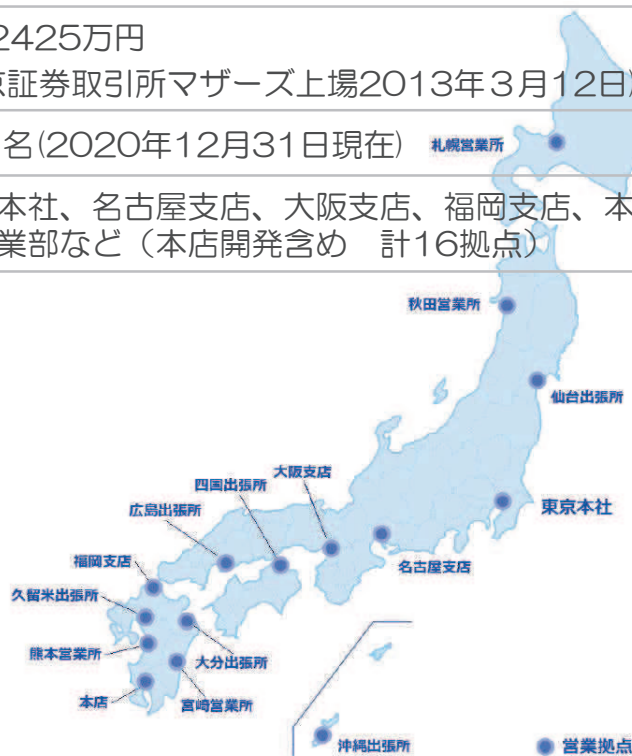 2425万円
京証券取引所マザーズ上場2013年3月12日)
名(2020年12月31日現在)
本社、名古屋支店、大阪支店、福岡支店、本
業部など（本店開発含め　計16拠点）
札幌営業所
秋田営業所
仙台出張所
東京本社
名古屋支店
大阪支店
四国出張所
広島出張所
福岡支店
久留米出張所
熊本営業所
大分出張所
本店
宮崎営業所
沖縄出張所
営業拠点